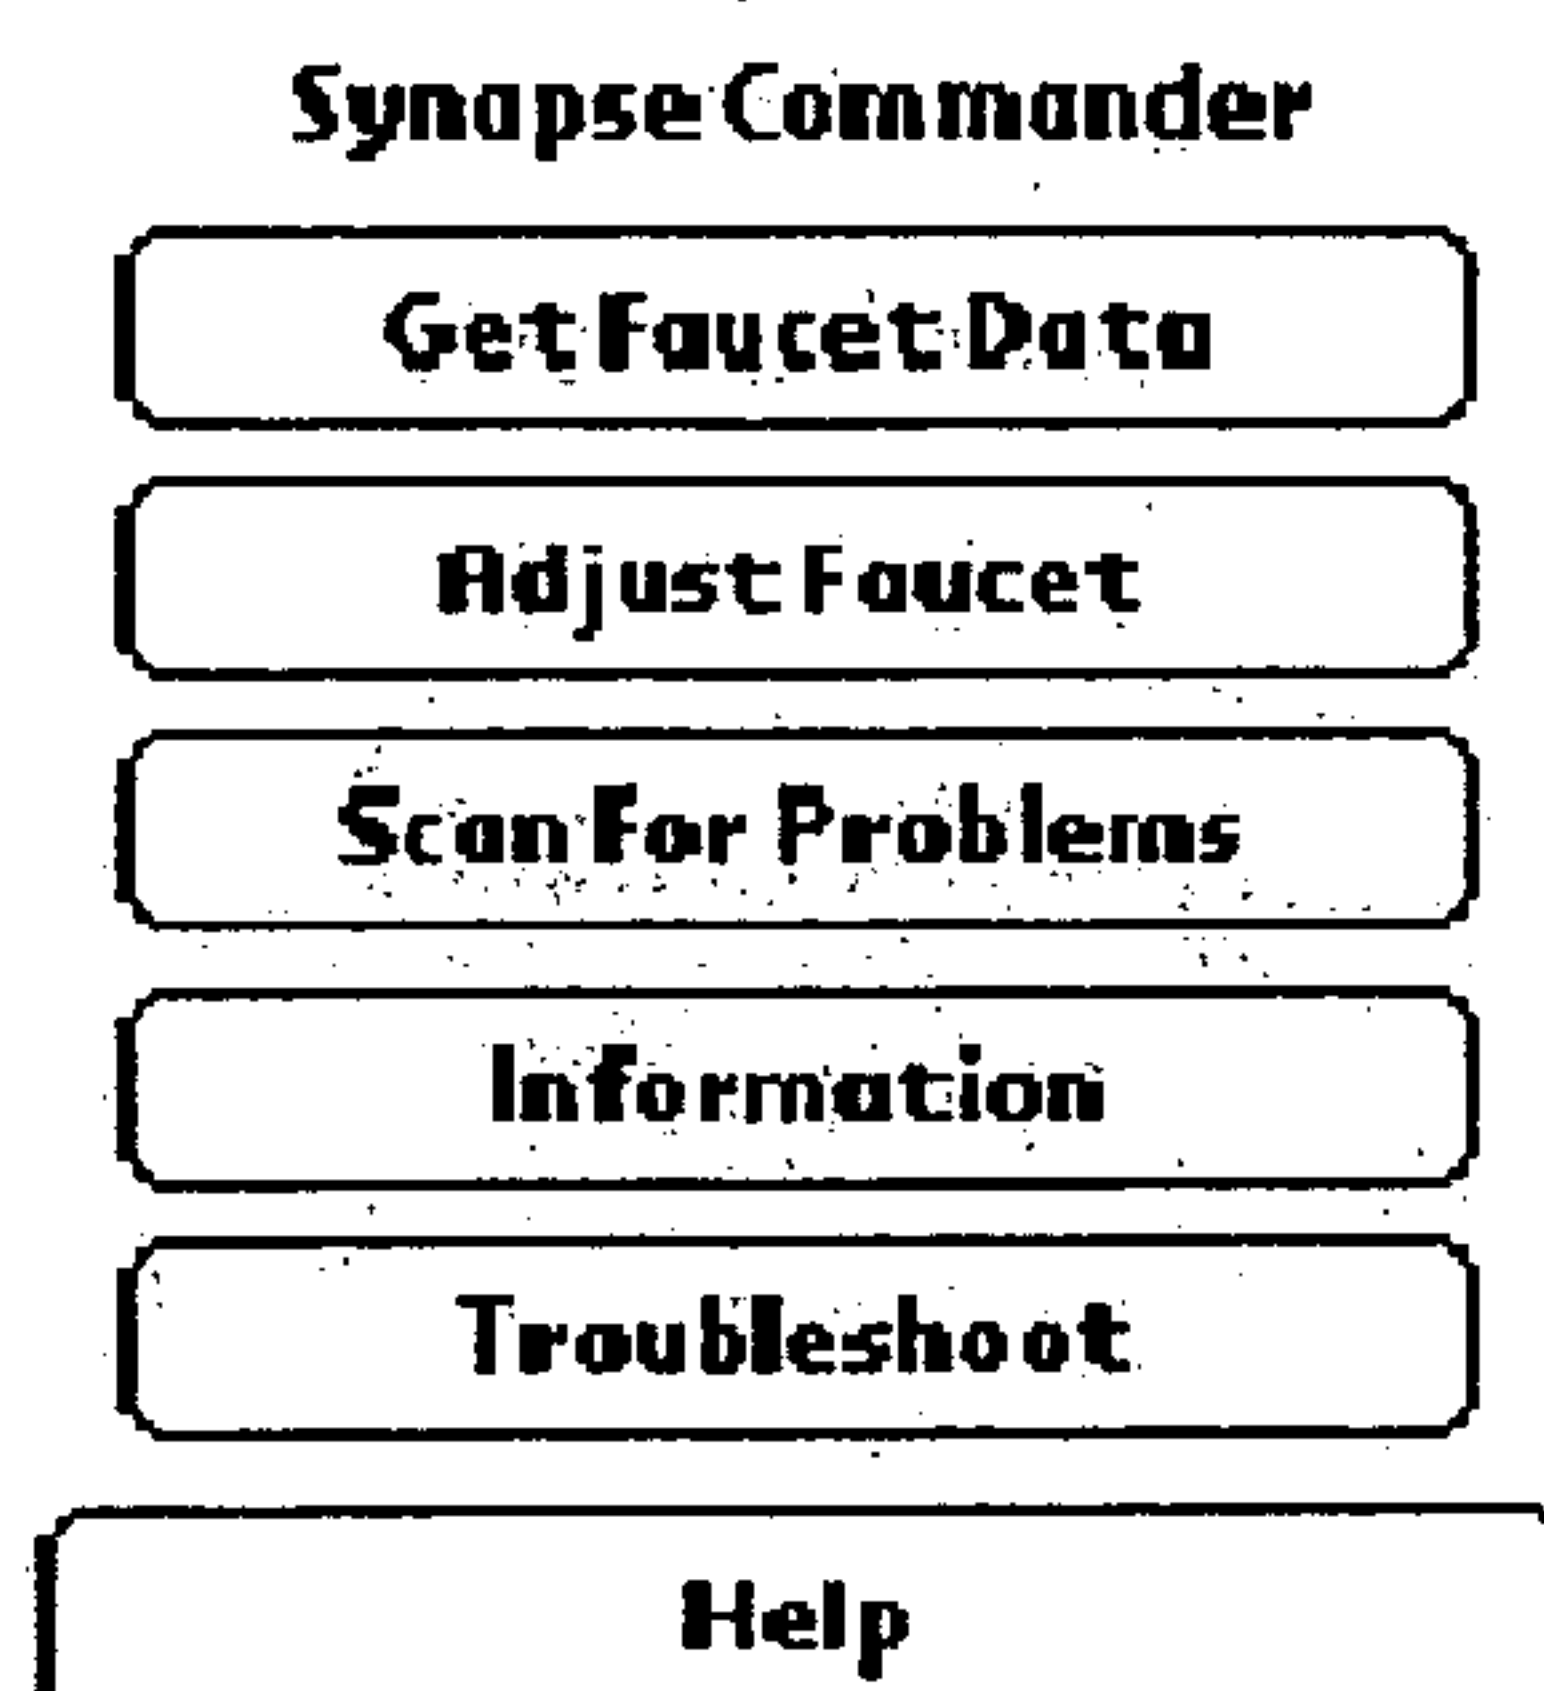 Synapse Commander
Get Faucet Data
Adjust Faucet
Scan For Problems
Information
Troubleshoot
Help